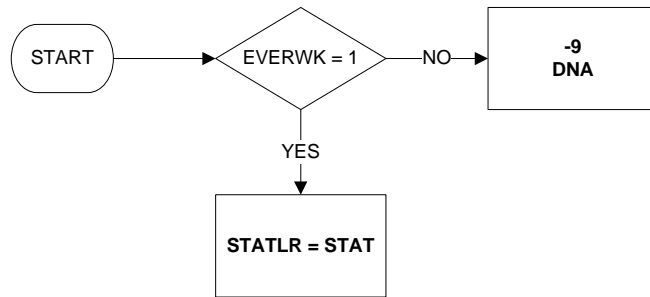 START
EVERWK = 1
NO
-9
DNA
YES
STATLR = STAT